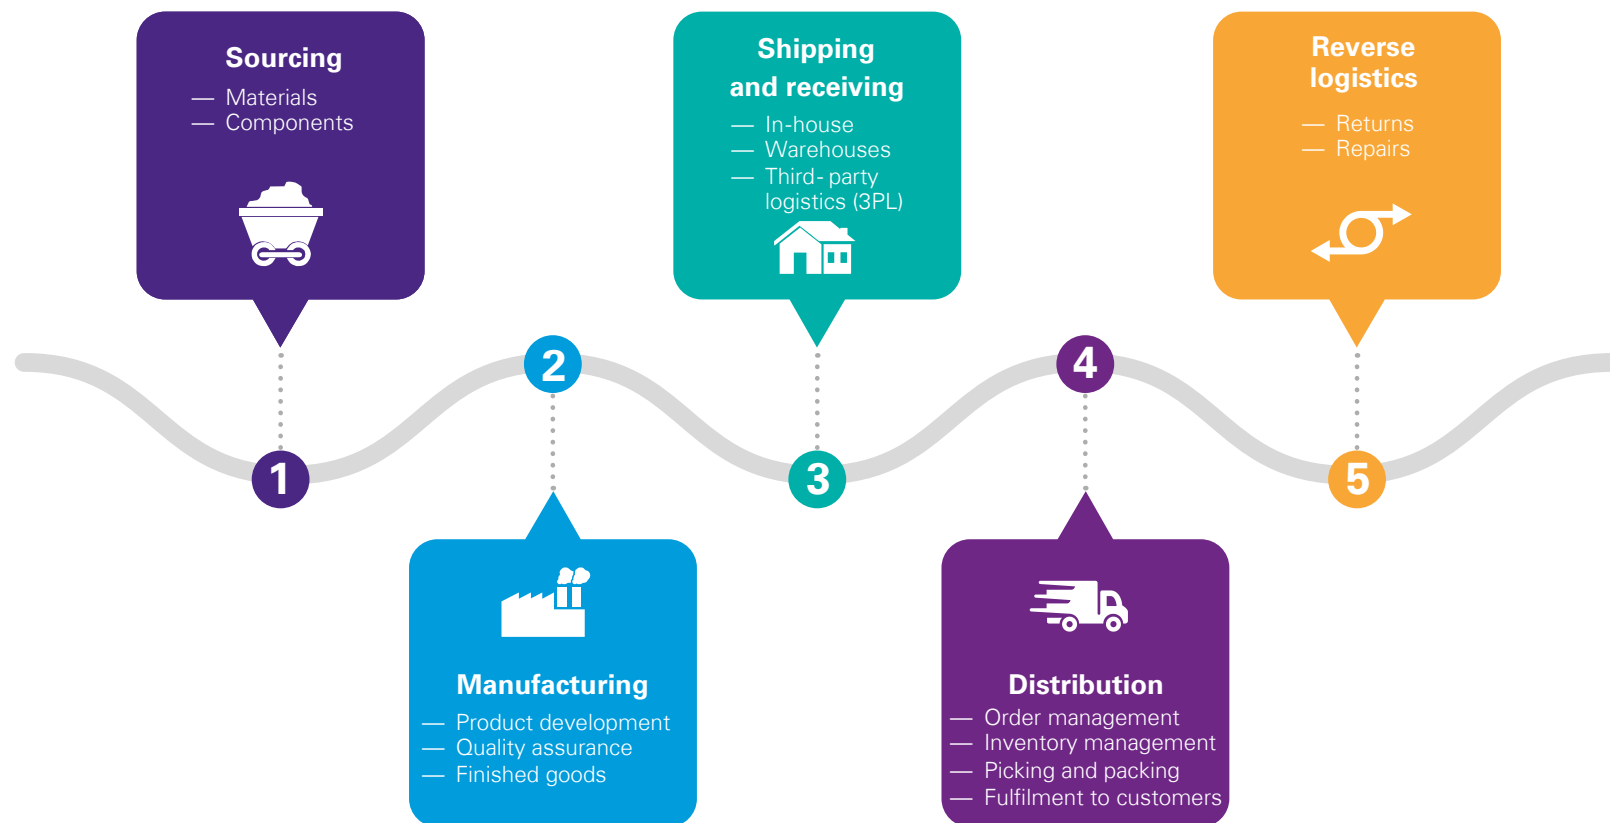 Sourcing
— Materials
— Components
1
2
Manufacturing
— Product development
— Quality assurance
— Finished goods
Shipping
and receiving
— In-house
— Warehouses
— Third-party
logistics (3PL)
3
4
Distribution
— Order management
— Inventory management
— Picking and packing
— Fulfilment to customers
Reverse
logistics
— Returns
— Repairs
5